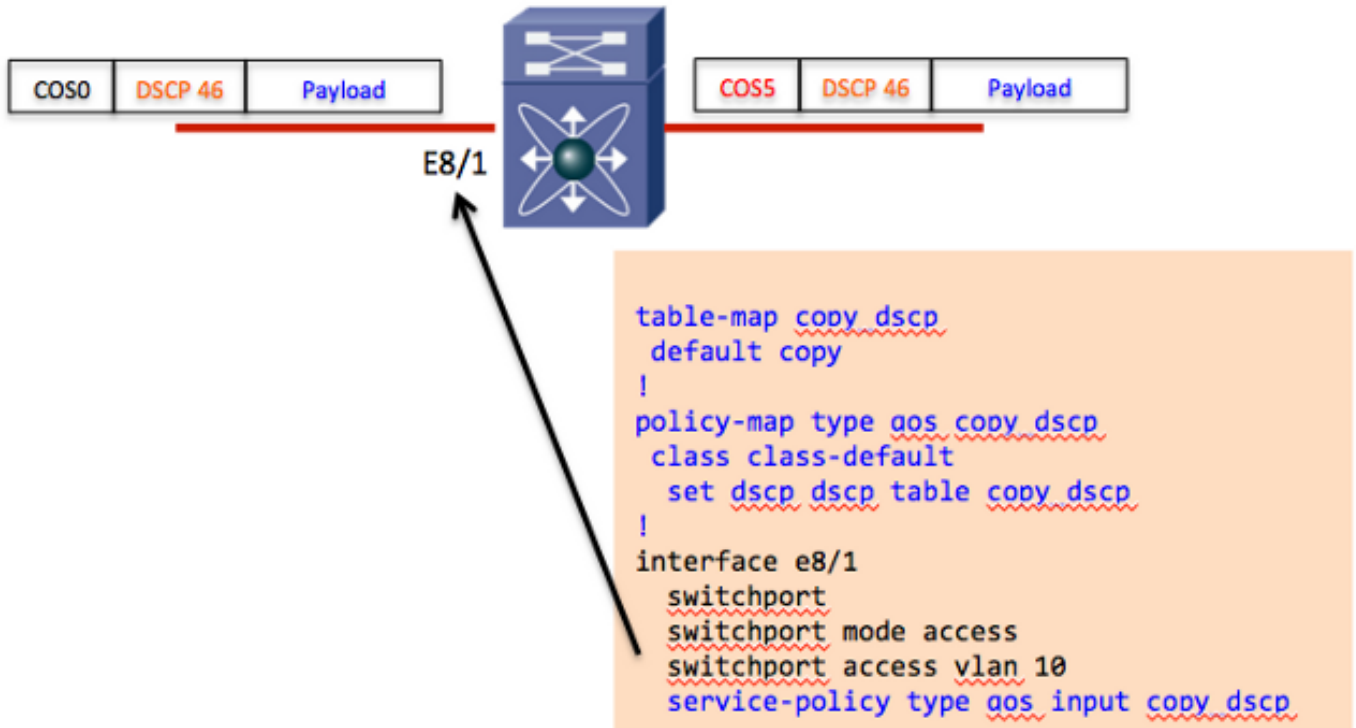 COS0 DSCP 46 Payload
COS5 DSCP 46 Payload
E8/1
table-map copy_dscp
default copy
!
policy-map type qos copy_dscp
class class-default
set dscp dscp table copy_dscp
!
interface e8/1
switchport
switchport mode access
switchport access vlan 10
service-policy type qos input copy_dscp